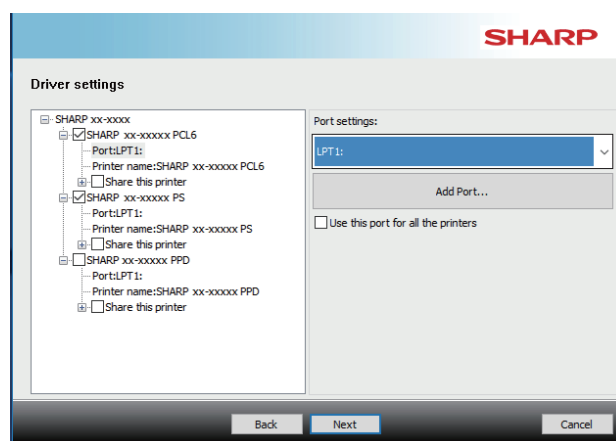 SHARP
Driver settings
SHARP xx-xxxx
SHARP xx-xxxxx PCL6
Port:LPT1:
Printer name:SHARP xx-xxxxx PCL6
Share this printer
SHARP xx-xxxxx PS
Port:LPT1:
Printer name:SHARP xx-xxxxx PS
Share this printer
SHARP xx-xxxxx PPD
Port:LPT1:
Printer name:SHARP xx-xxxxx PPD
Share this printer
Port settings:
LPT1:
Add Port...
Use this port for all the printers
Back
Next
Cancel